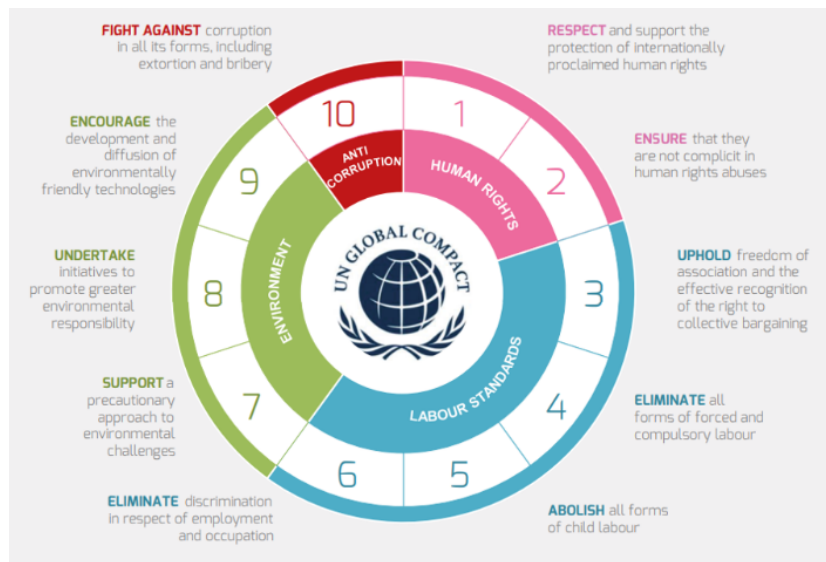 FIGHT AGAINST corruption
in all its forms, including
extortion and bribery
RESPECT and support the
protection of internationally
proclaimed human rights
ENCOURAGE the
development and
diffusion of
environmentally
friendly technologies
ENSURE that they
are not complicit in
human rights abuses
UNDERTAKE
initiatives to
promote greater
environmental
responsibility
UPHOLD freedom of
association and the
effective recognition
of the right to
collective bargaining
SUPPORT a
precautionary
approach to
environmental
challenges
ELIMINATE all
forms of forced and
compulsory labour
ELIMINATE discrimination
in respect of employment
and occupation
ABOLISH all forms
of child labour
10
1
2
3
4
5
6
7
8
9
ANTI
CORRUPTION
HUMAN RIGHTS
LABOUR STANDARDS
ENVIRONMENT
UN GLOBAL COMPACT